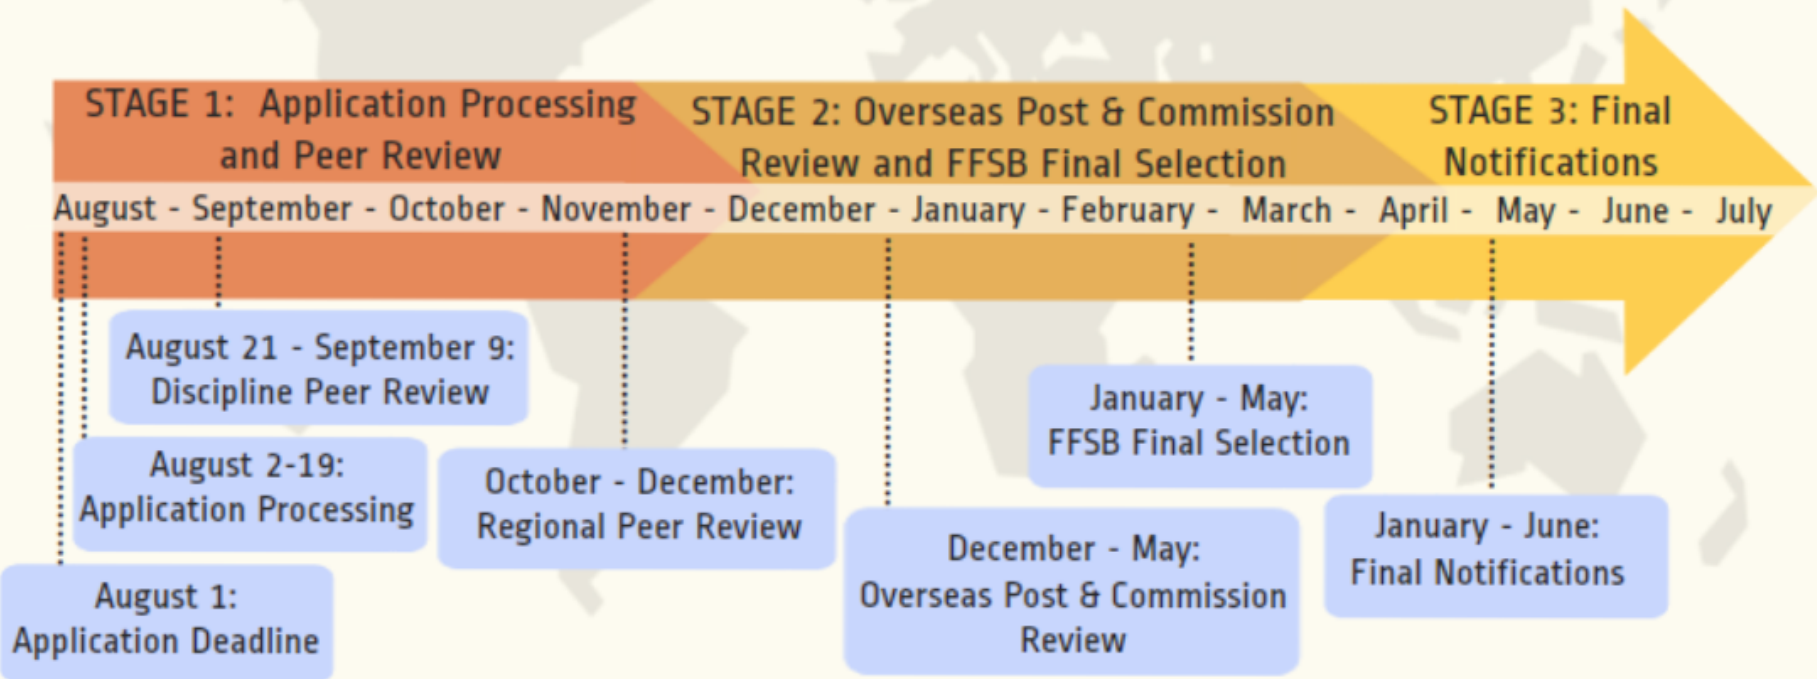 STAGE 1: Application Processing
and Peer Review
STAGE 2: Overseas Post & Commission
Review and FFSB Final Selection
STAGE 3: Final
Notifications
August - September - October - November - December - January - February - March - April - May - June - July
August 21 - September 9:
Discipline Peer Review
August 2-19:
Application Processing
August 1:
Application Deadline
October - December:
Regional Peer Review
December - May:
Overseas Post & Commission
Review
January - May:
FFSB Final Selection
January - June:
Final Notifications